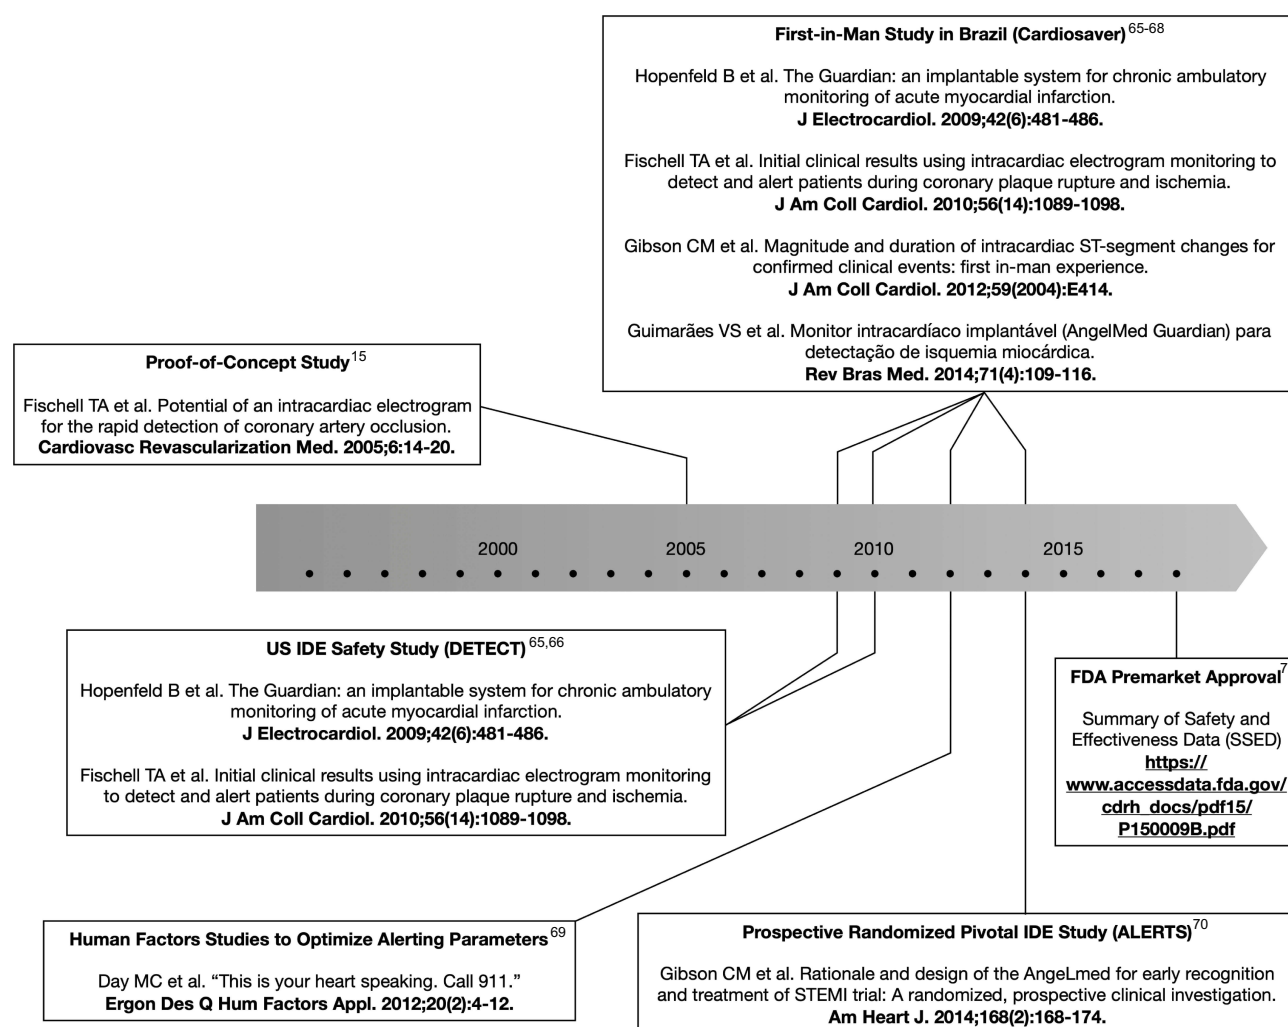 First-in-Man Study in Brazil (Cardiosaver)65-68
Hopenfeld B et al. The Guardian: an implantable system for chronic ambulatory
monitoring of acute myocardial infarction.
J Electrocardiol. 2009;42(6):481-486.
Fischell TA et al. Initial clinical results using intracardiac electrogram monitoring to
detect and alert patients during coronary plaque rupture and ischemia.
J Am Coll Cardiol. 2010;56(14):1089-1098.
Gibson CM et al. Magnitude and duration of intracardiac ST-segment changes for
confirmed clinical events: first in-man experience.
J Am Coll Cardiol. 2012;59(2004):E414.
Guimarães VS et al. Monitor intracardíaco implantável (AngelMed Guardian) para
detectação de isquemia miocárdica.
Rev Bras Med. 2014;71(4):109-116.
Proof-of-Concept Study15
Fischell TA et al. Potential of an intracardiac electrogram
for the rapid detection of coronary artery occlusion.
Cardiovasc Revascularization Med. 2005;6:14-20.
2000 2005 2010 2015
US IDE Safety Study (DETECT)65,66
Hopenfeld B et al. The Guardian: an implantable system for chronic ambulatory
monitoring of acute myocardial infarction.
J Electrocardiol. 2009;42(6):481-486.
Fischell TA et al. Initial clinical results using intracardiac electrogram monitoring
to detect and alert patients during coronary plaque rupture and ischemia.
J Am Coll Cardiol. 2010;56(14):1089-1098.
FDA Premarket Approval7
Summary of Safety and
Effectiveness Data (SSED)
https://
www.accessdata.fda.gov/
cdrh_docs/pdf15/
P150009B.pdf
Human Factors Studies to Optimize Alerting Parameters69
Day MC et al. “This is your heart speaking. Call 911.”
Ergon Des Q Hum Factors Appl. 2012;20(2):4-12.
Prospective Randomized Pivotal IDE Study (ALERTS)70
Gibson CM et al. Rationale and design of the AngeLmed for early recognition
and treatment of STEMI trial: A randomized, prospective clinical investigation.
Am Heart J. 2014;168(2):168-174.